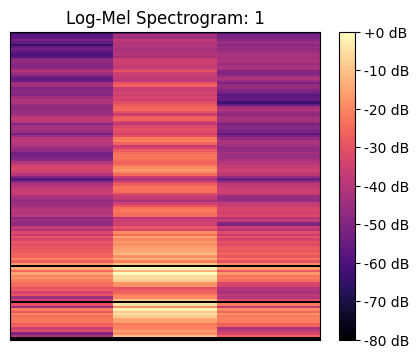 Log-Mel Spectrogram: 1
+0 dB
-10 dB
-20 dB
-30 dB
-40 dB
-50 dB
-60 dB
-70 dB
-80 dB